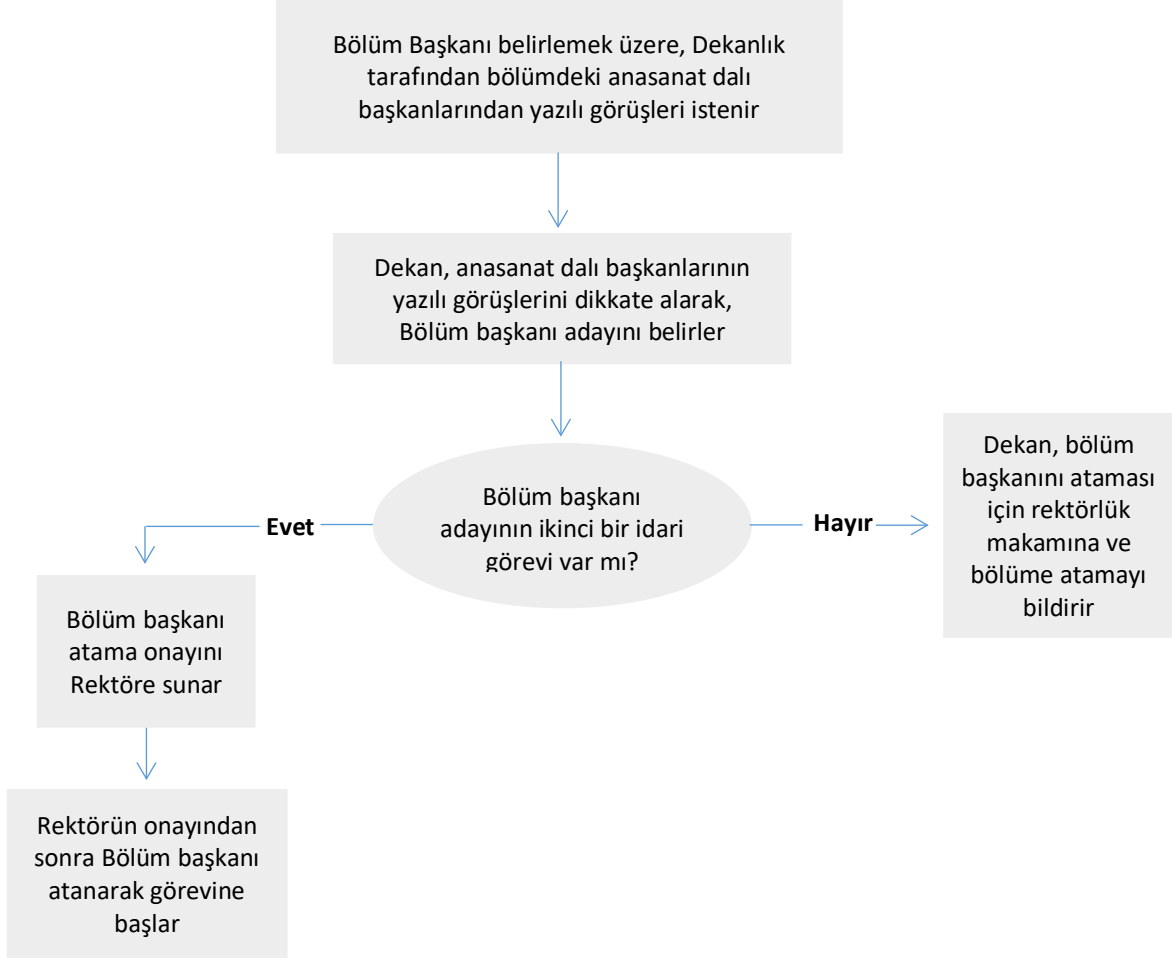 Bölüm Başkanı belirlemek üzere, Dekanlık
tarafından bölümdeki anasanat dalı
başkanlarından yazılı görüşleri istenir
Dekan, anasanat dalı başkanlarının
yazılı görüşlerini dikkate alarak,
Bölüm başkanı adayını belirler
Bölüm başkanı
adayının ikinci bir idari
görevi var mı?
Evet
Hayır
Dekan, bölüm
başkanını ataması
için rektörlük
makamına ve
bölüme atamayı
bildirir
Bölüm başkanı
atama onayını
Rektöre sunar
Rektörün onayından
sonra Bölüm başkanı
atanarak görevine
başlar